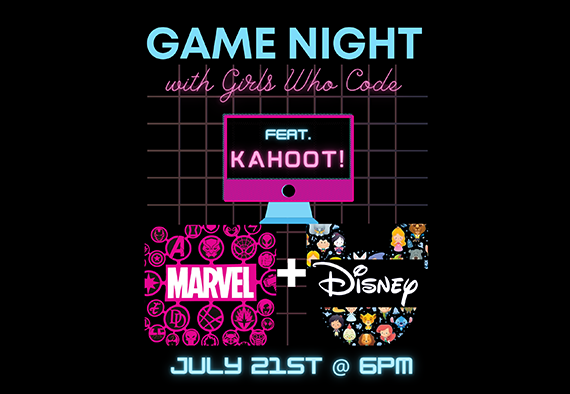 GAME NIGHT
with Girls Who Code
FEAT.
KAHOOT!
MARVEL + Disney
JULY 21ST @ 6PM